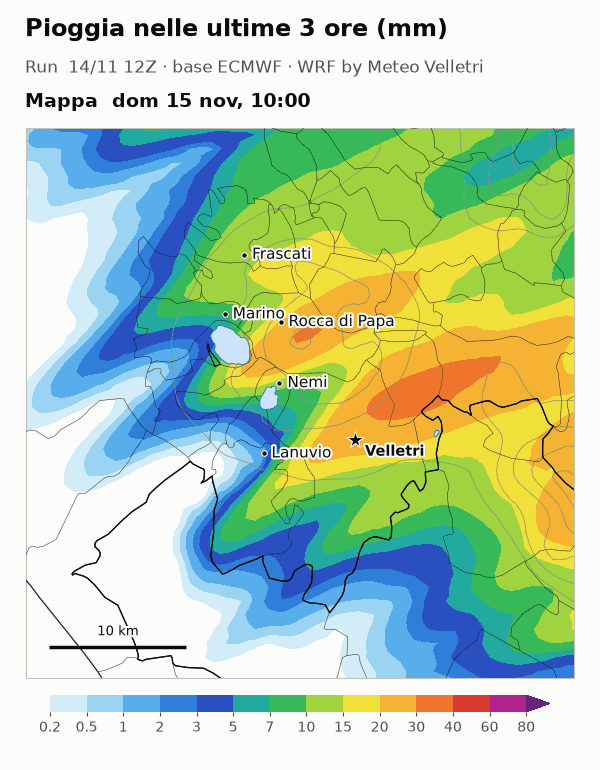 Pioggia nelle ultime 3 ore (mm)
Run  14/11 12Z · base ECMWF · WRF by Meteo Velletri
Mappa  dom 15 nov, 10:00
Frascati
Marino
Rocca di Papa
Nemi
Velletri
Lanuvio
10 km
0.2 0.5 1 2 3 5 7 10 15 20 30 40 60 80